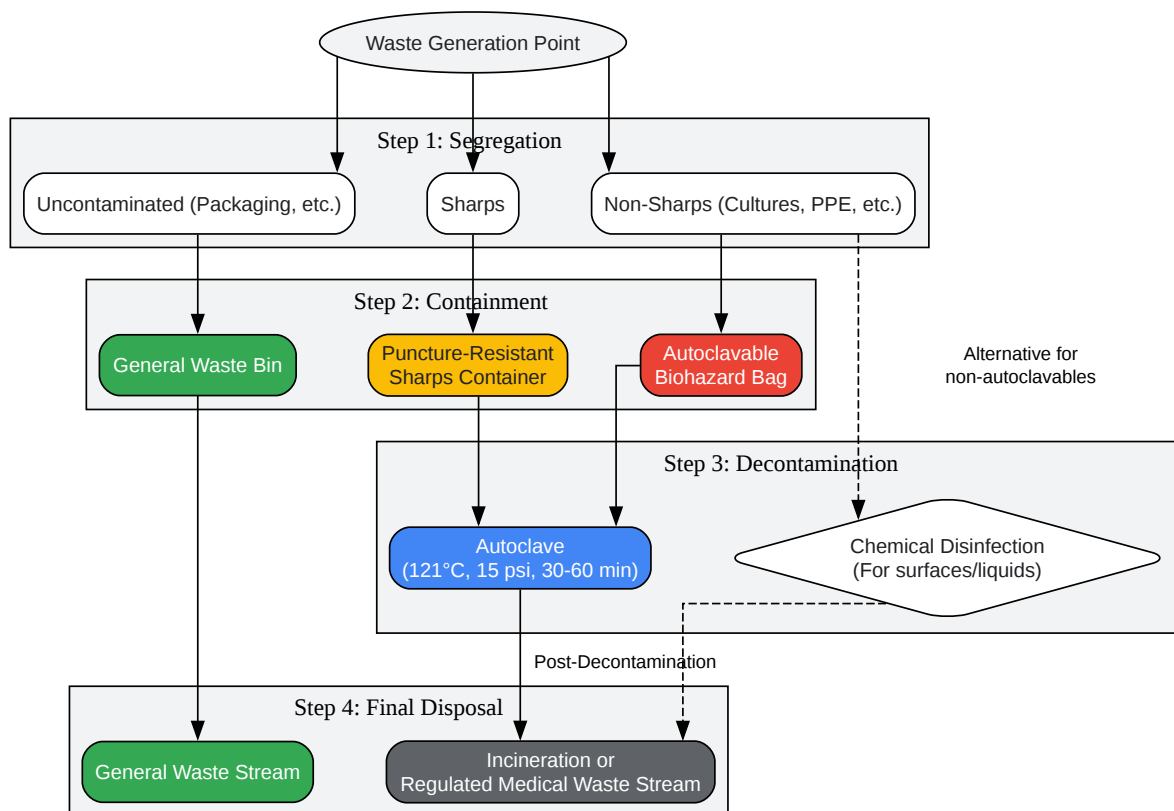 Waste Generation Point
Step 1: Segregation
Uncontaminated (Packaging, etc.)
Sharps
Non-Sharps (Cultures, PPE, etc.)
Step 2: Containment
General Waste Bin
Puncture-Resistant
Sharps Container
Autoclavable
Biohazard Bag
Alternative for
non-autoclavables
Step 3: Decontamination
Autoclave
(121°C, 15 psi, 30-60 min)
Chemical Disinfection
(For surfaces/liquids)
Post-Decontamination
Step 4: Final Disposal
General Waste Stream
Incineration or
Regulated Medical Waste Stream